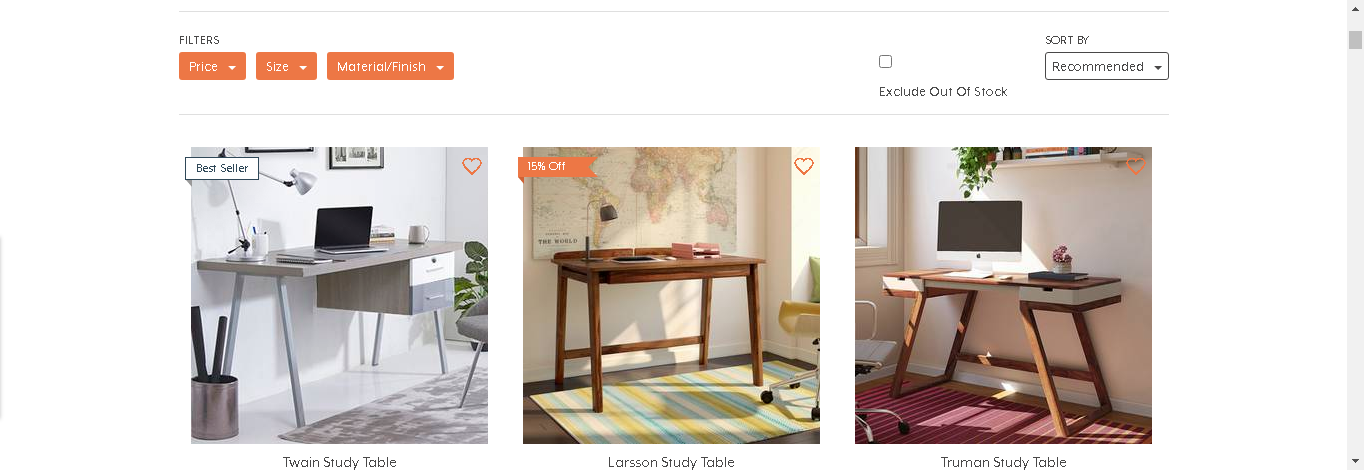 FILTERS
SORT BY
Price
Size
Material/Finish
Recommended
Exclude Out Of Stock
Best Seller
15% Off
THE WORLD
Twain Study Table
Larsson Study Table
Truman Study Table